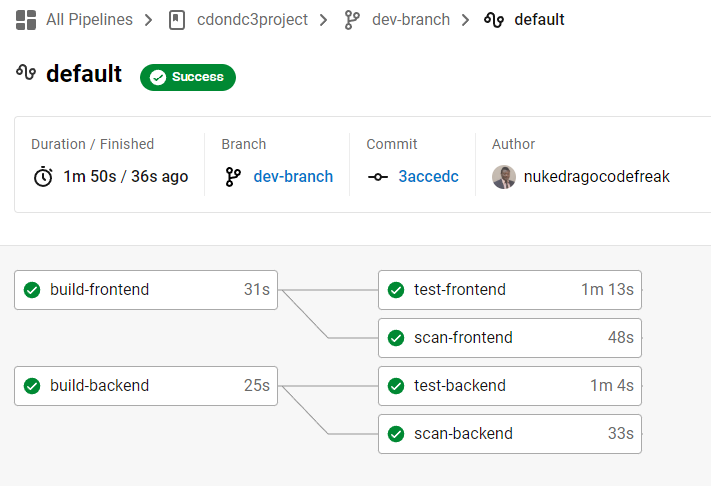 All Pipelines > cdondc3project > dev-branch > default
default Success
Duration / Finished Branch Commit Author
1m 50s / 36s ago dev-branch 3accedc nukedragocodefreak
build-frontend 31s test-frontend 1m 13s
scan-frontend 48s
build-backend 25s test-backend 1m 4s
scan-backend 33s